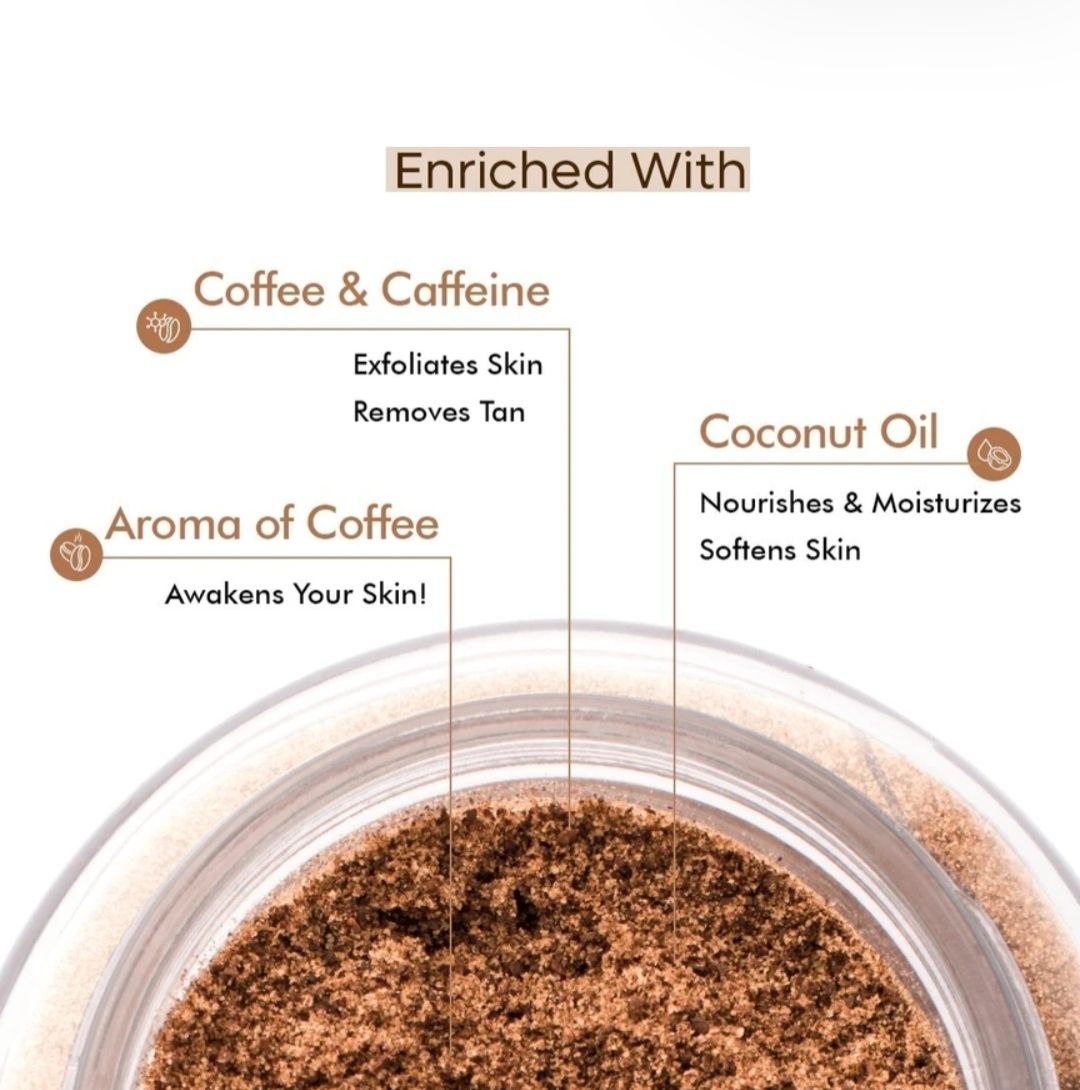 Enriched With
Coffee & Caffeine
Exfoliates Skin
Removes Tan
Coconut Oil
Nourishes & Moisturizes
Softens Skin
Aroma of Coffee
Awakens Your Skin!